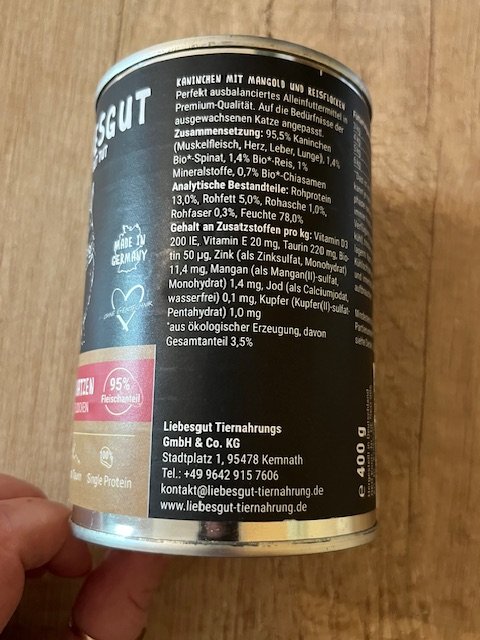 ESGUT
KANINCHEN MIT MANGOLD UND REISFLOCKEN
Perfekt ausbalanciertes Alleinfuttermittel in
Premium-Qualität. Auf die Bedürfnisse der
ausgewachsenen Katze angepasst.
Zusammensetzung: 95,5% Kaninchen
(Muskelfleisch, Herz, Leber, Lunge), 1,4%
Bio*-Spinat, 1,4% Bio*-Reis, 1%
Mineralstoffe, 0,7% Bio*-Chiasamen
Analytische Bestandteile: Rohprotein
13,0%, Rohfett 5,0%, Rohasche 1,0%,
Rohfaser 0,3%, Feuchte 78,0%
Gehalt an Zusatzstoffen pro kg: Vitamin D3
200 IE, Vitamin E 20 mg, Taurin 220 mg, Bio-
tin 50 µg, Zink (als Zinksulfat, Monohydrat)
11,4 mg, Mangan (als Mangan(II)-sulfat,
Monohydrat) 1,4 mg, Jod (als Calciumjodat,
wasserfrei) 0,1 mg, Kupfer (Kupfer(II)-sulfat-
Pentahydrat) 1,0 mg
*aus ökologischer Erzeugung, davon
Gesamtanteil 3,5%
MADE IN
GERMANY
95%
Fleischanteil
100%
Single Protein
Liebesgut Tiernahrungs
GmbH & Co. KG
Stadtplatz 1, 95478 Kemnath
Tel.: +49 9642 915 7606
kontakt@liebesgut-tiernahrung.de
www.liebesgut-tiernahrung.de
e 400 g